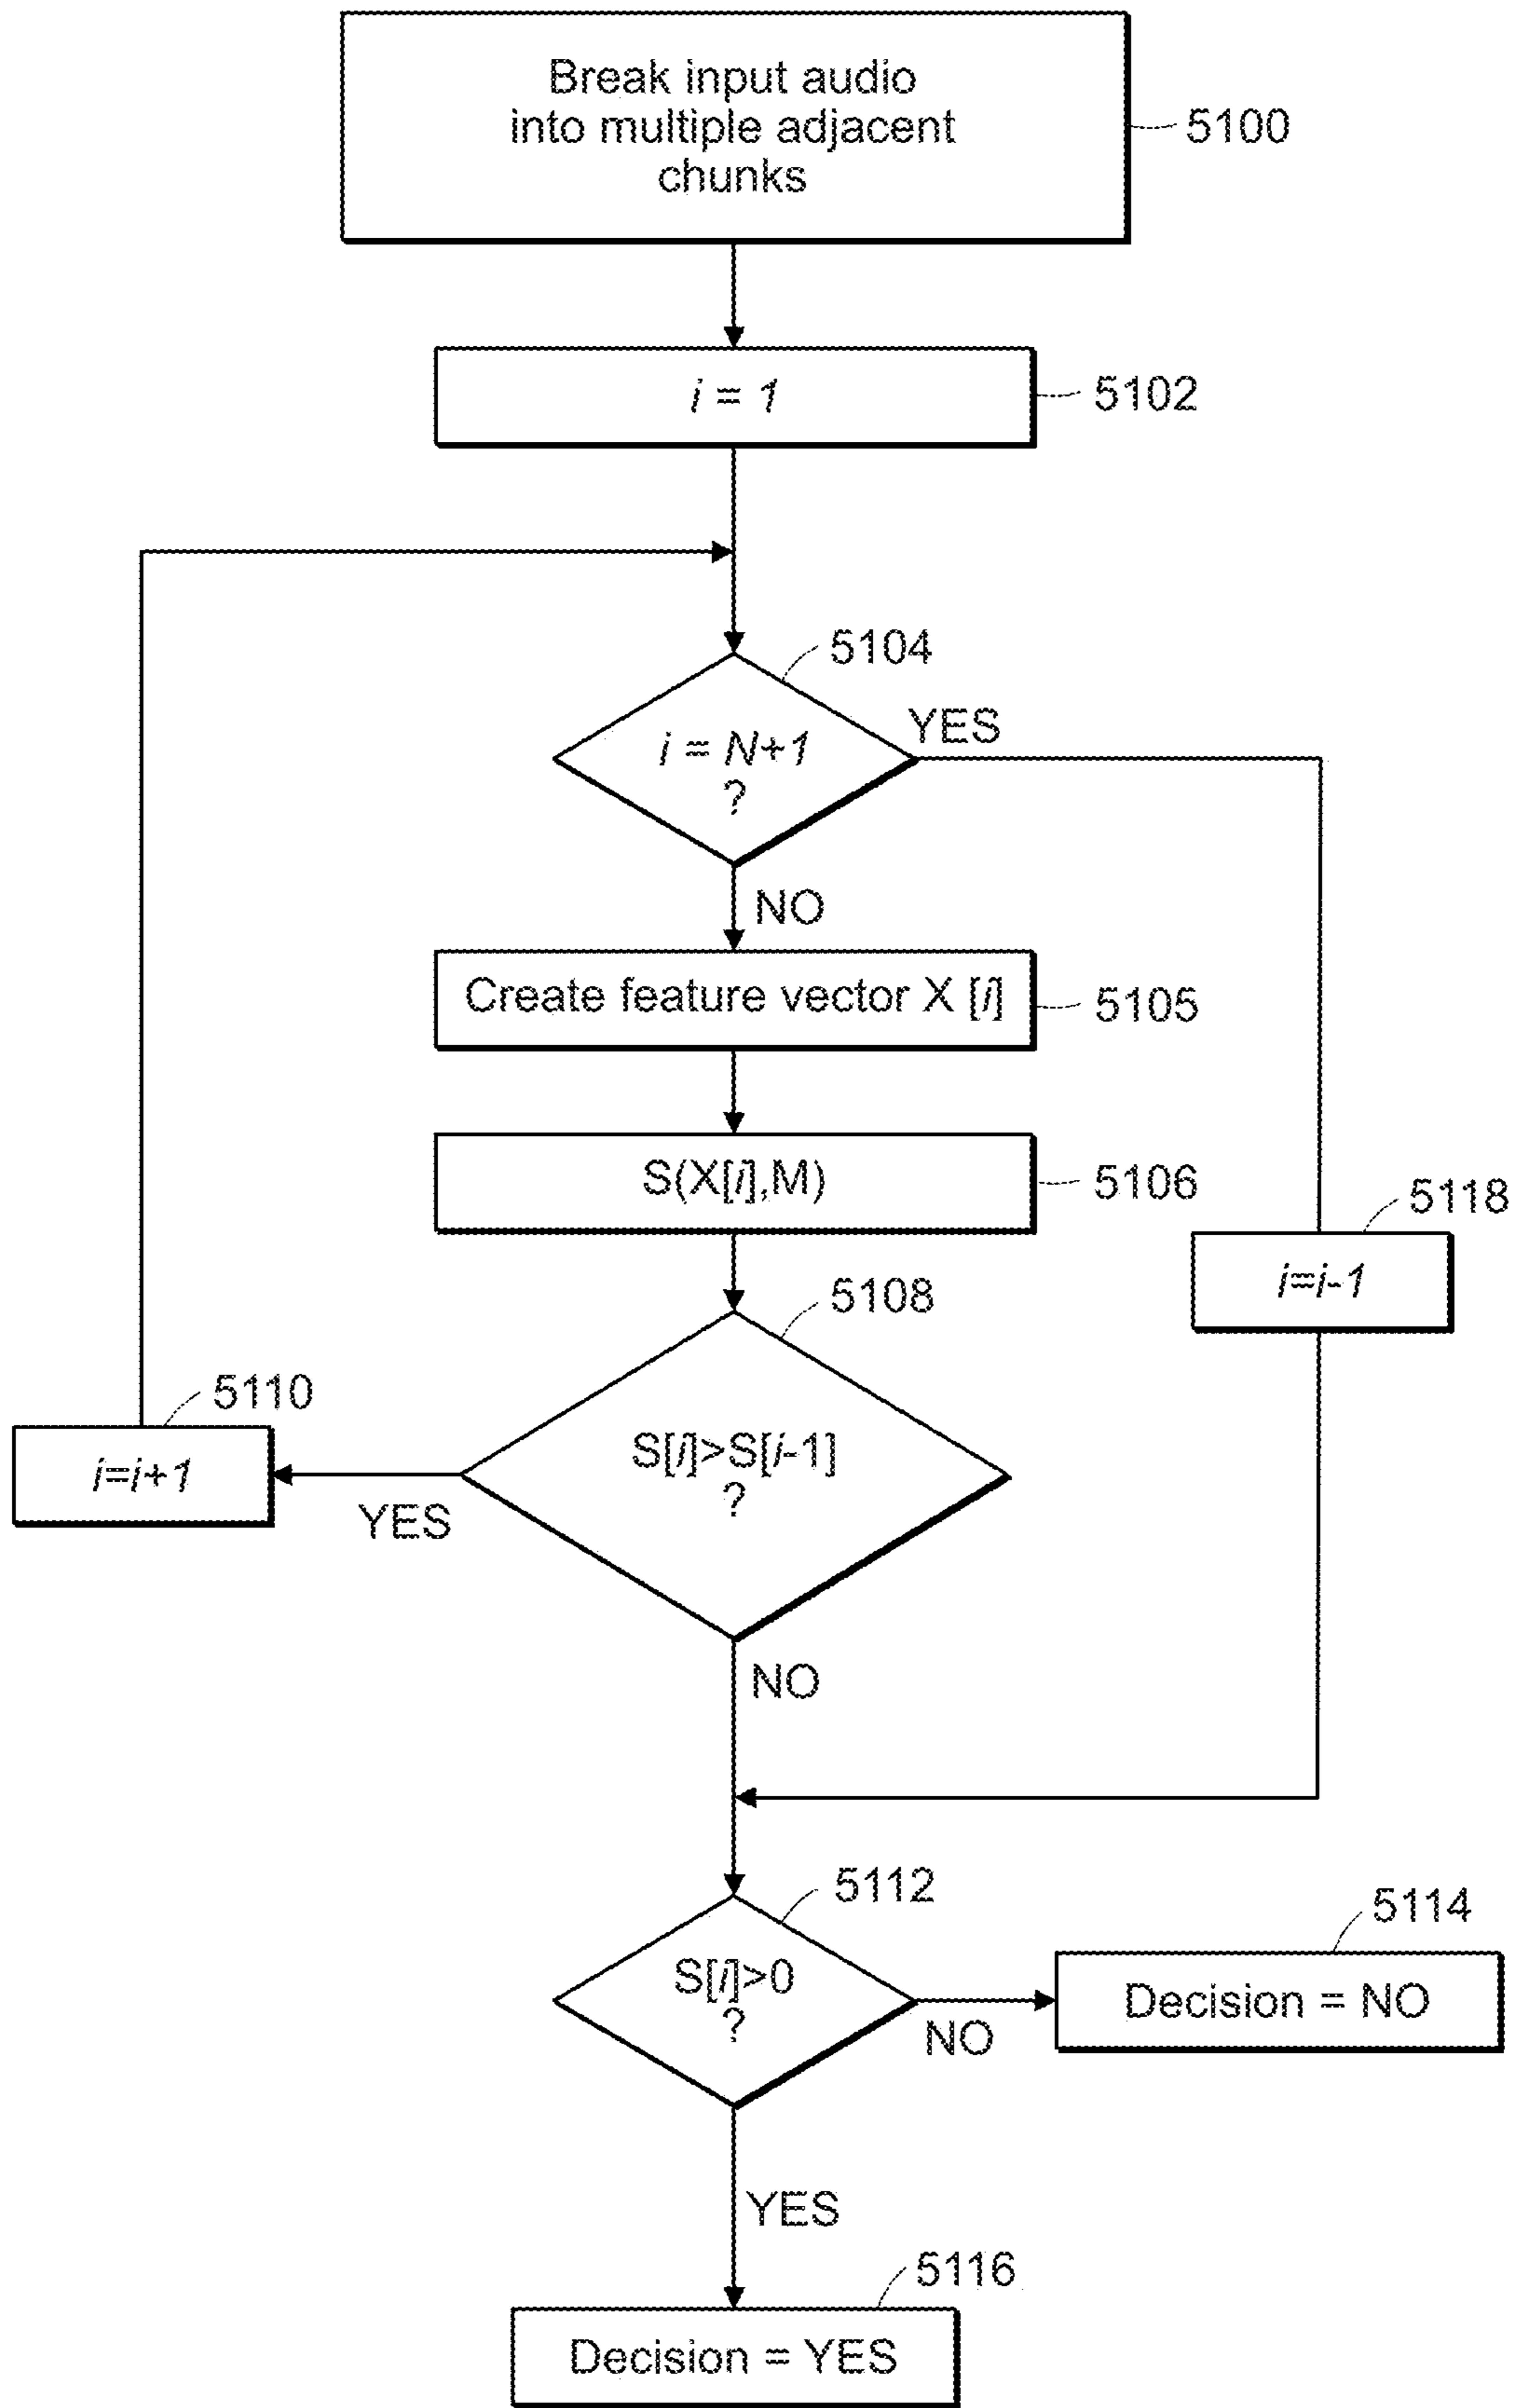 Break input audio
into multiple adjacent
chunks
5100
i = 1
5102
5104
i = N+1
?
YES
NO
Create feature vector X [i]
5105
S(X[i],M)
5106
5118
i=i-1
5108
S[i]>S[i-1]
?
5110
i=i+1
YES
NO
5112
S[i]>0
?
NO
5114
Decision = NO
YES
5116
Decision = YES